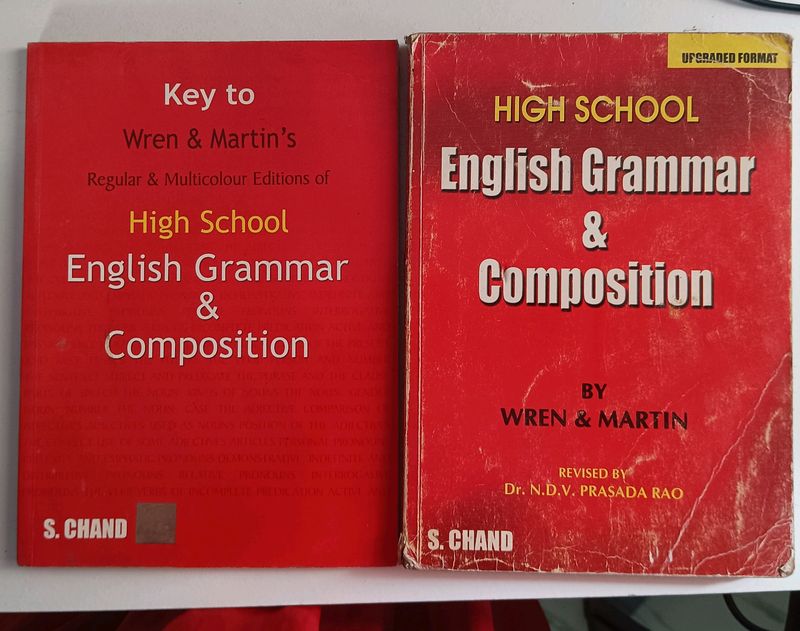 Key to
Wren & Martin's
Regular & Multicolour Editions of
High School
English Grammar
&
Composition
S. CHAND
UPGRADED FORMAT
HIGH SCHOOL
English Grammar
&
Composition
BY
WREN & MARTIN
REVISED BY
Dr. N.D.V. PRASADA RAO
S. CHAND